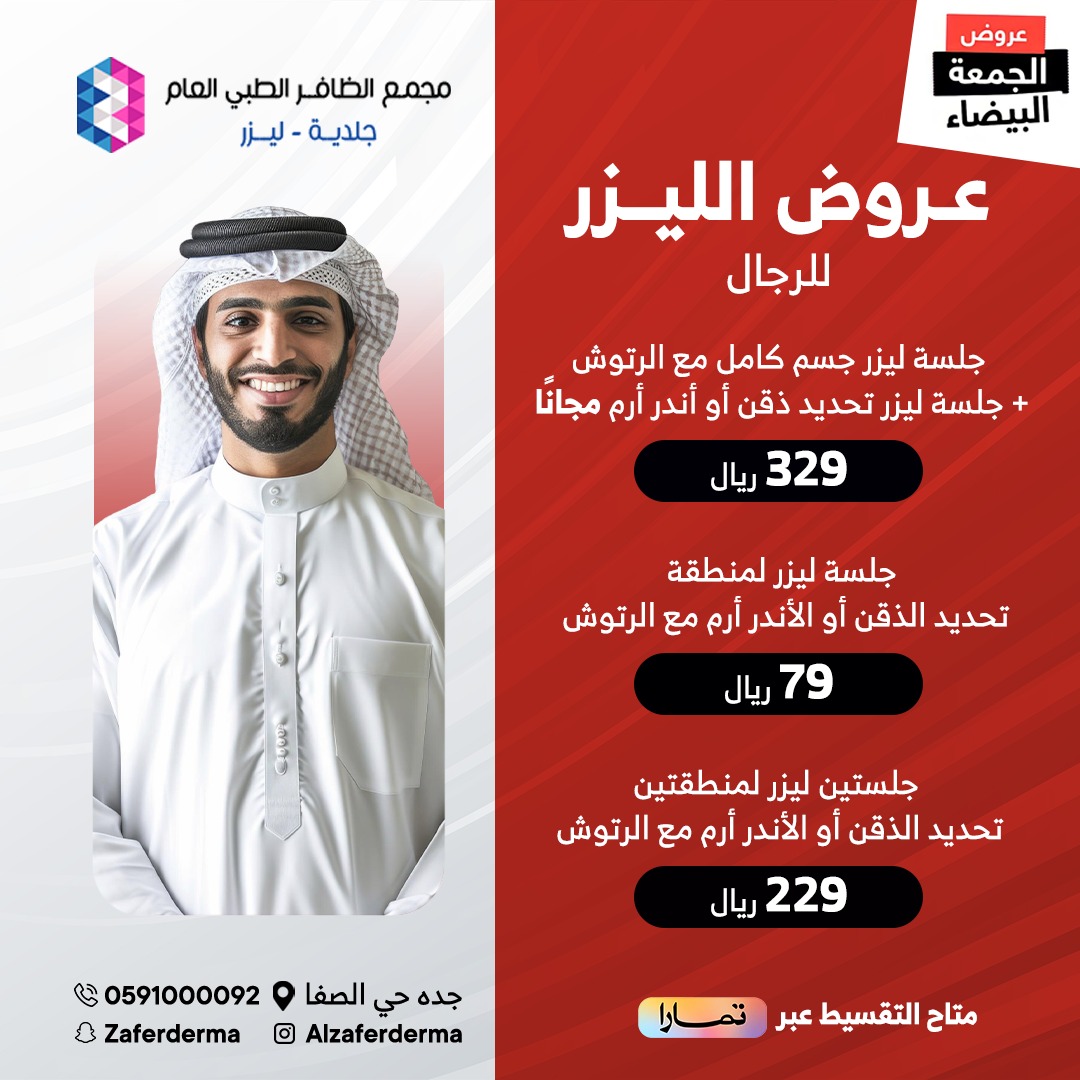 عروض
الجمعة
البيضاء
مجمع الظافر الطبي العام
جلدية - ليزر
عروض الليزر
للرجال
جلسة ليزر جسم كامل مع الرتوش
+ جلسة ليزر تحديد ذقن أو أندر أرم مجانًا
329 ريال
جلسة ليزر لمنطقة
تحديد الذقن أو الأندر أرم مع الرتوش
79 ريال
جلستين ليزر لمنطقتين
تحديد الذقن أو الأندر أرم مع الرتوش
229 ريال
متاح التقسيط عبر تمارا
جده حي الصفا 0591000092
Zaferderma Alzaferderma